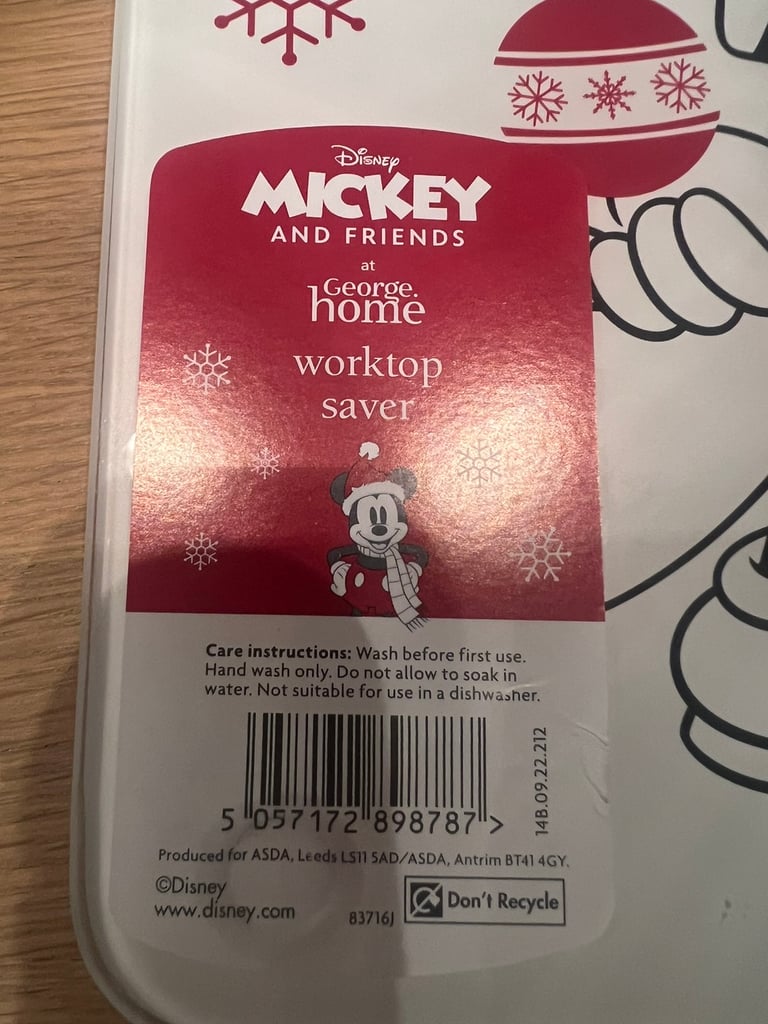 Disney
MICKEY
AND FRIENDS
at
George.
home
worktop
saver
Care instructions: Wash before first use.
Hand wash only. Do not allow to soak in
water. Not suitable for use in a dishwasher.
14B.09.22.212
5 057172 898787 >
Produced for ASDA, Leeds LS11 5AD/ASDA, Antrim BT41 4GY.
©Disney
www.disney.com
83716J
Don't Recycle